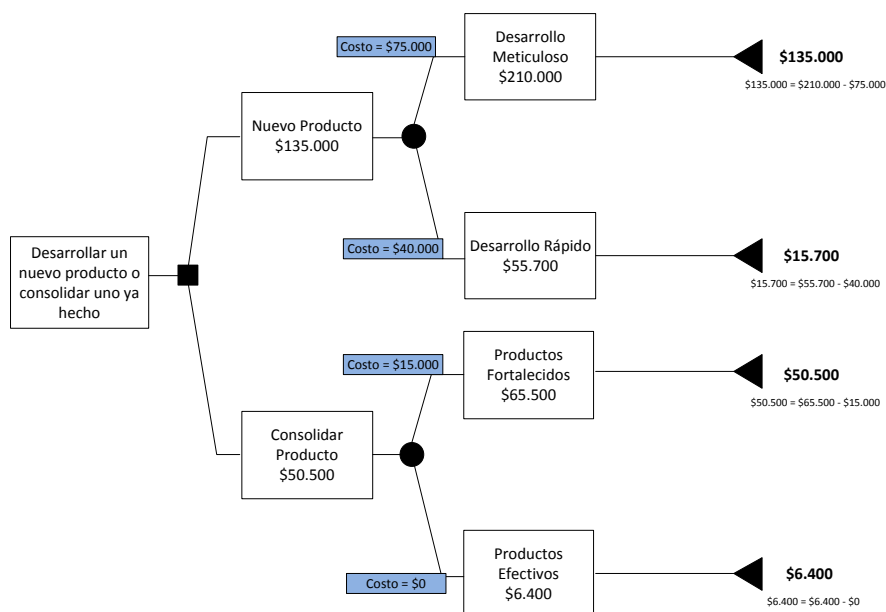 Costo = $75.000
Desarrollo
Meticuloso
$210.000
$135.000
$135.000 = $210.000 - $75.000
Nuevo Producto
$135.000
Costo = $40.000
Desarrollo Rápido
$55.700
$15.700
$15.700 = $55.700 - $40.000
Desarrollar un
nuevo producto o
consolidar uno ya
hecho
Costo = $15.000
Productos
Fortalecidos
$65.500
$50.500
$50.500 = $65.500 - $15.000
Consolidar
Producto
$50.500
Costo = $0
Productos
Efectivos
$6.400
$6.400
$6.400 = $6.400 - $0